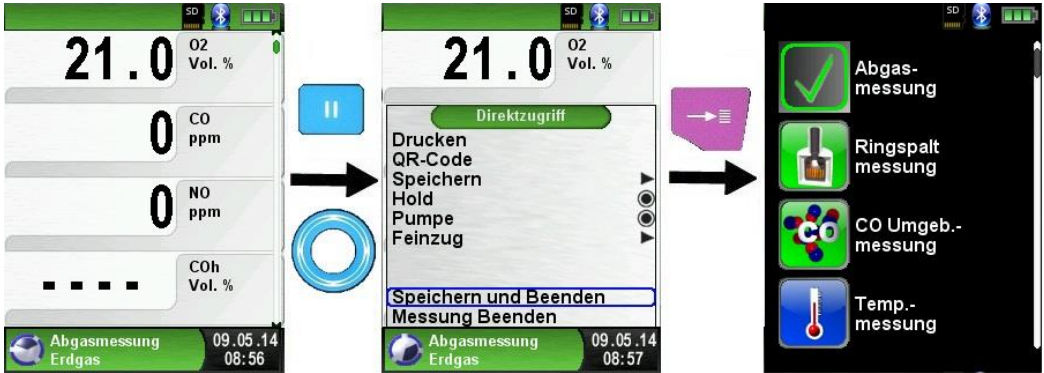 SD
21.0
O2
Vol. %
0
CO
ppm
0
NO
ppm
- - - -
COh
Vol. %
Abgasmessung
Erdgas
09.05.14
08:56
SD
21.0
O2
Vol. %
Direktzugriff
Drucken
QR-Code
Speichern
Hold
Pumpe
Feinzug
Speichern und Beenden
Messung Beenden
Abgasmessung
Erdgas
09.05.14
08:57
SD
Abgas-
messung
Ringspalt
messung
CO
CO Umgeb.-
messung
Temp.-
messung